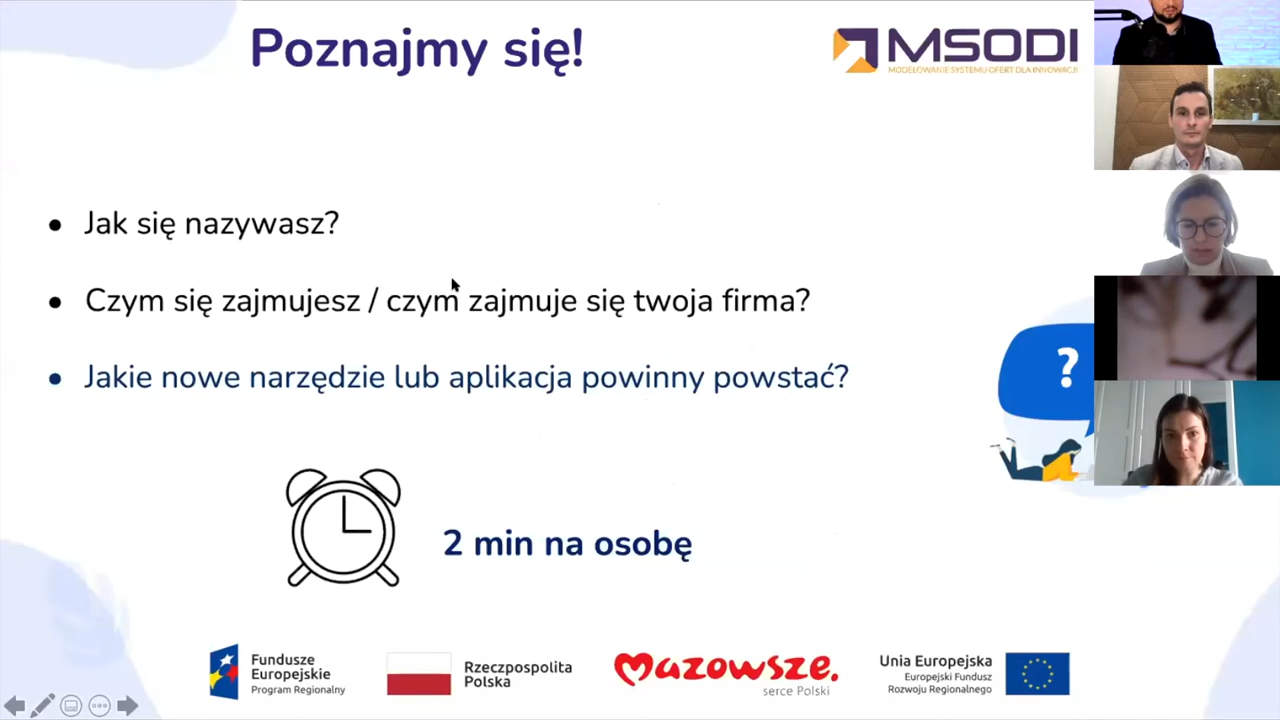 Poznajmy się!
MSODI
MODELOWANIE SYSTEMU OFERT DLA INNOWACJI
• Jak się nazywasz?
• Czym się zajmujesz / czym zajmuje się twoja firma?
• Jakie nowe narzędzie lub aplikacja powinny powstać?
?
2 min na osobę
Fundusze
Europejskie
Program Regionalny
Rzeczpospolita
Polska
Mazowsze.
serce Polski
Unia Europejska
Europejski Fundusz
Rozwoju Regionalnego